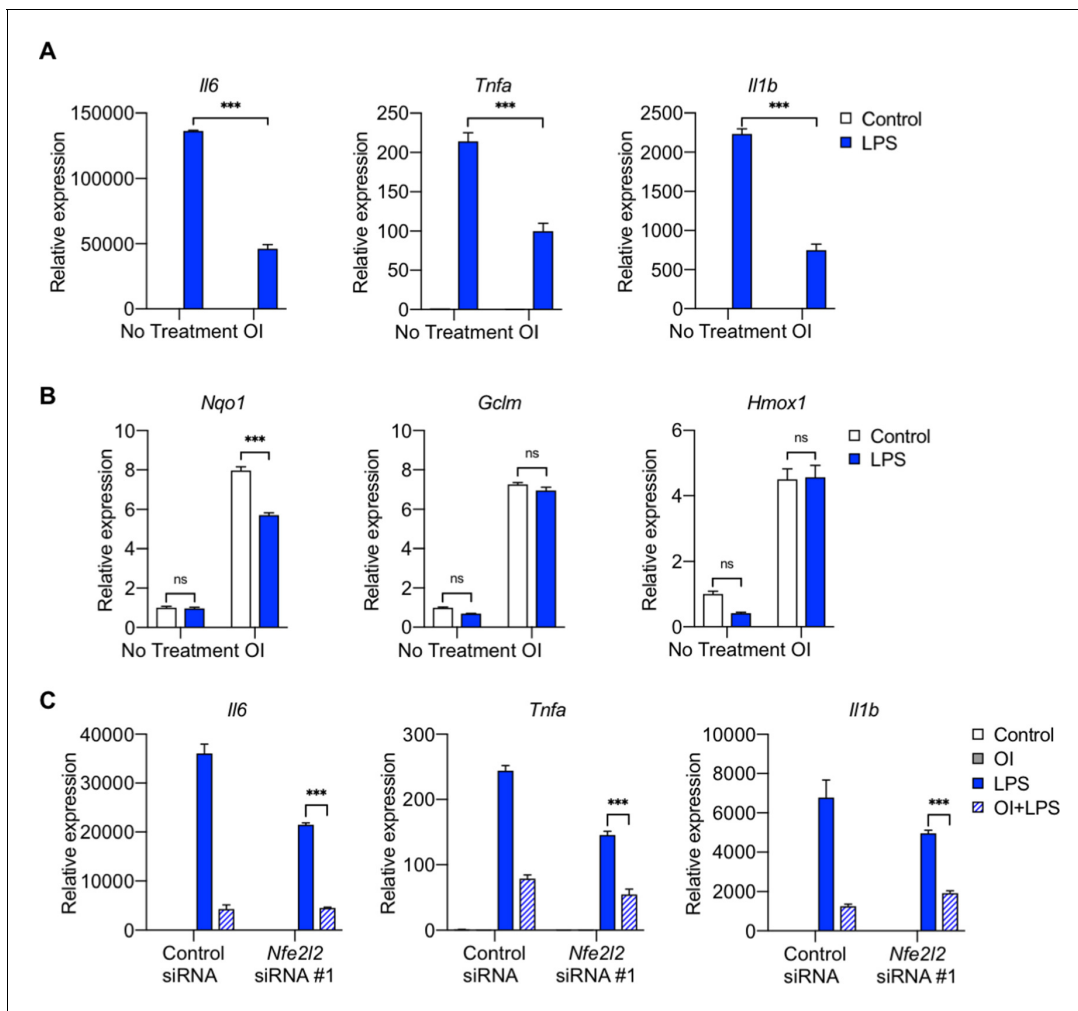 A
Il6
Tnfa
Il1b
Relative expression
150000
100000
50000
0
***
No Treatment OI
Relative expression
250
200
150
100
50
0
***
No Treatment OI
Relative expression
2500
2000
1500
1000
500
0
***
No Treatment OI
Control
LPS
B
Nqo1
Gclm
Hmox1
Relative expression
10
8
6
4
2
0
ns
***
No Treatment OI
Relative expression
10
8
6
4
2
0
ns
ns
No Treatment OI
Relative expression
6
4
2
0
ns
ns
No Treatment OI
Control
LPS
C
Il6
Tnfa
Il1b
Relative expression
40000
30000
20000
10000
0
***
Control
siRNA
Nfe2l2
siRNA #1
Relative expression
300
200
100
0
***
Control
siRNA
Nfe2l2
siRNA #1
Relative expression
10000
8000
6000
4000
2000
0
***
Control
siRNA
Nfe2l2
siRNA #1
Control
OI
LPS
OI+LPS